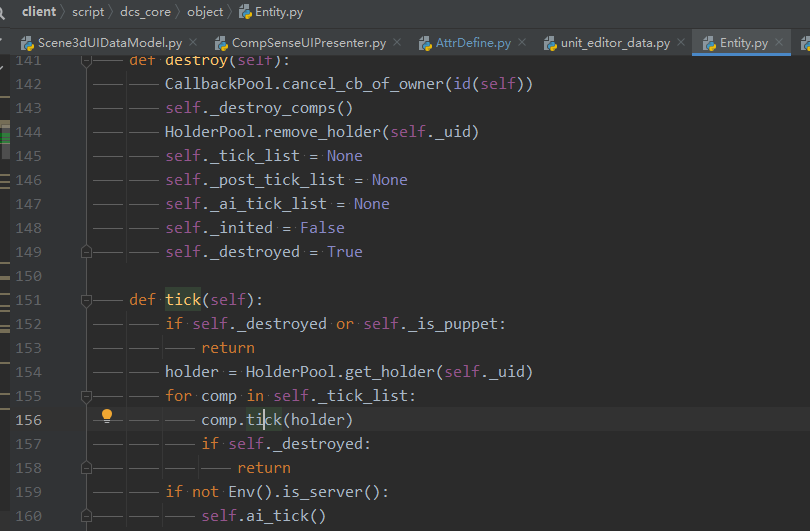 client script dcs_core object Entity.py
Scene3dUIDataModel.py CompSenseUIPresenter.py AttrDefine.py unit_editor_data.py Entity.py
141 def destroy(self):
142 CallbackPool.cancel_cb_of_owner(id(self))
143 self._destroy_comps()
144 HolderPool.remove_holder(self._uid)
145 self._tick_list = None
146 self._post_tick_list = None
147 self._ai_tick_list = None
148 self._inited = False
149 self._destroyed = True
150
151 def tick(self):
152 if self._destroyed or self._is_puppet:
153 return
154 holder = HolderPool.get_holder(self._uid)
155 for comp in self._tick_list:
156 comp.tick(holder)
157 if self._destroyed:
158 return
159 if not Env().is_server():
160 self.ai_tick()